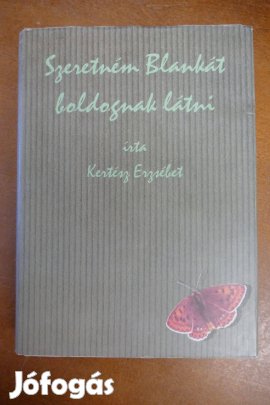 Szeretném Blankát
boldognak látni
írta
Kertész Erzsébet
Jófogás